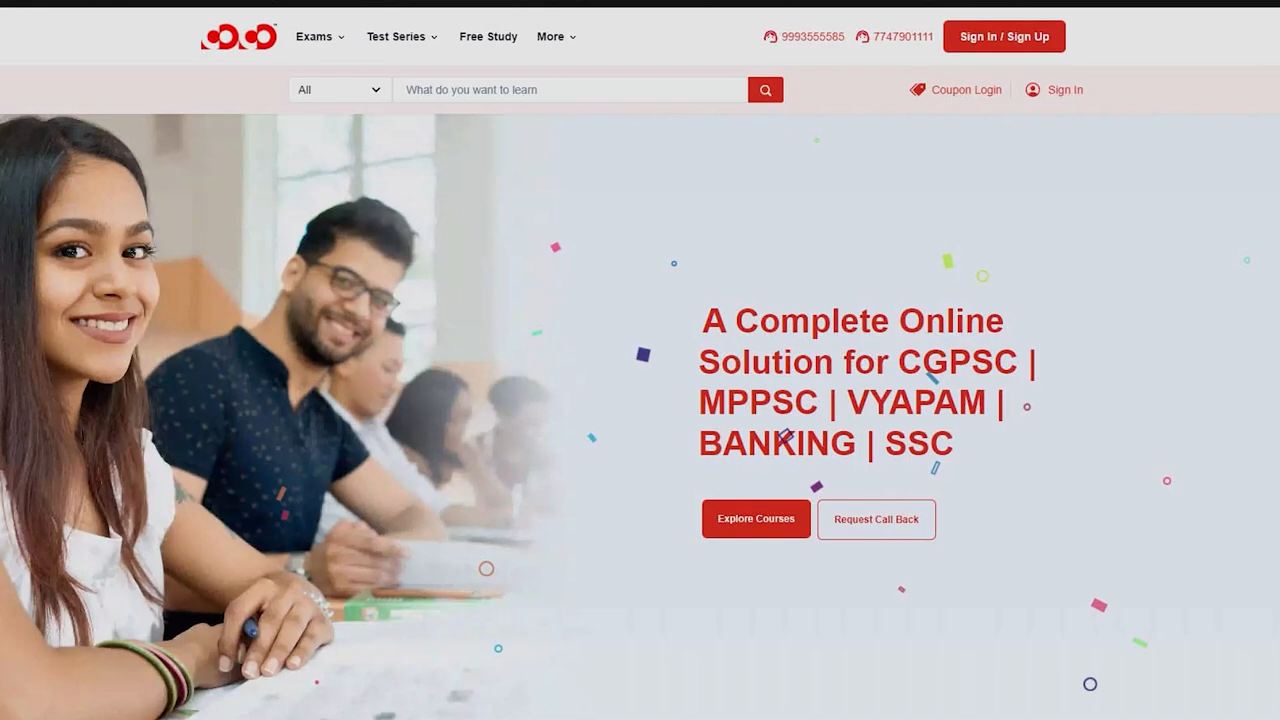 Exams
Test Series
Free Study
More
9993555585
7747901111
Sign In / Sign Up
All
What do you want to learn
Coupon Login
Sign In
A Complete Online
Solution for CGPSC |
MPPSC | VYAPAM |
BANKING | SSC
Explore Courses
Request Call Back